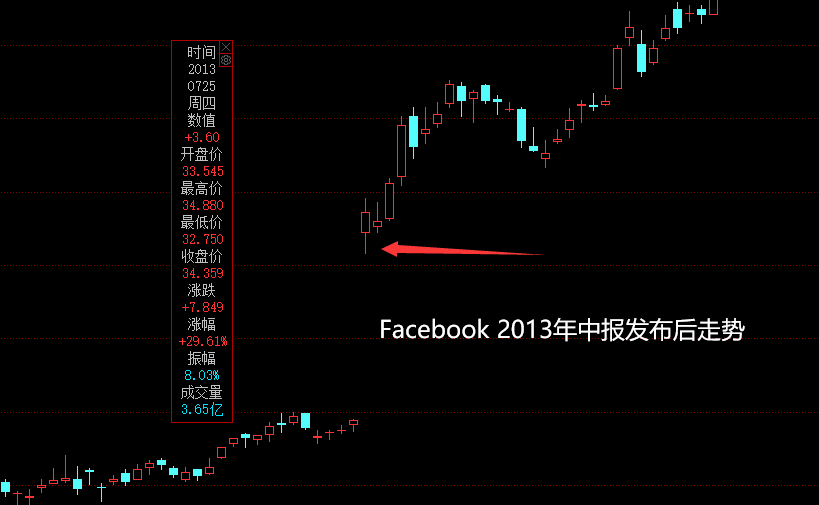 时间
2013
0725
周四
数值
+3.60
开盘价
33.545
最高价
34.880
最低价
32.750
收盘价
34.359
涨跌
+7.849
涨幅
+29.61%
振幅
8.03%
成交量
3.65亿
Facebook 2013年中报发布后走势